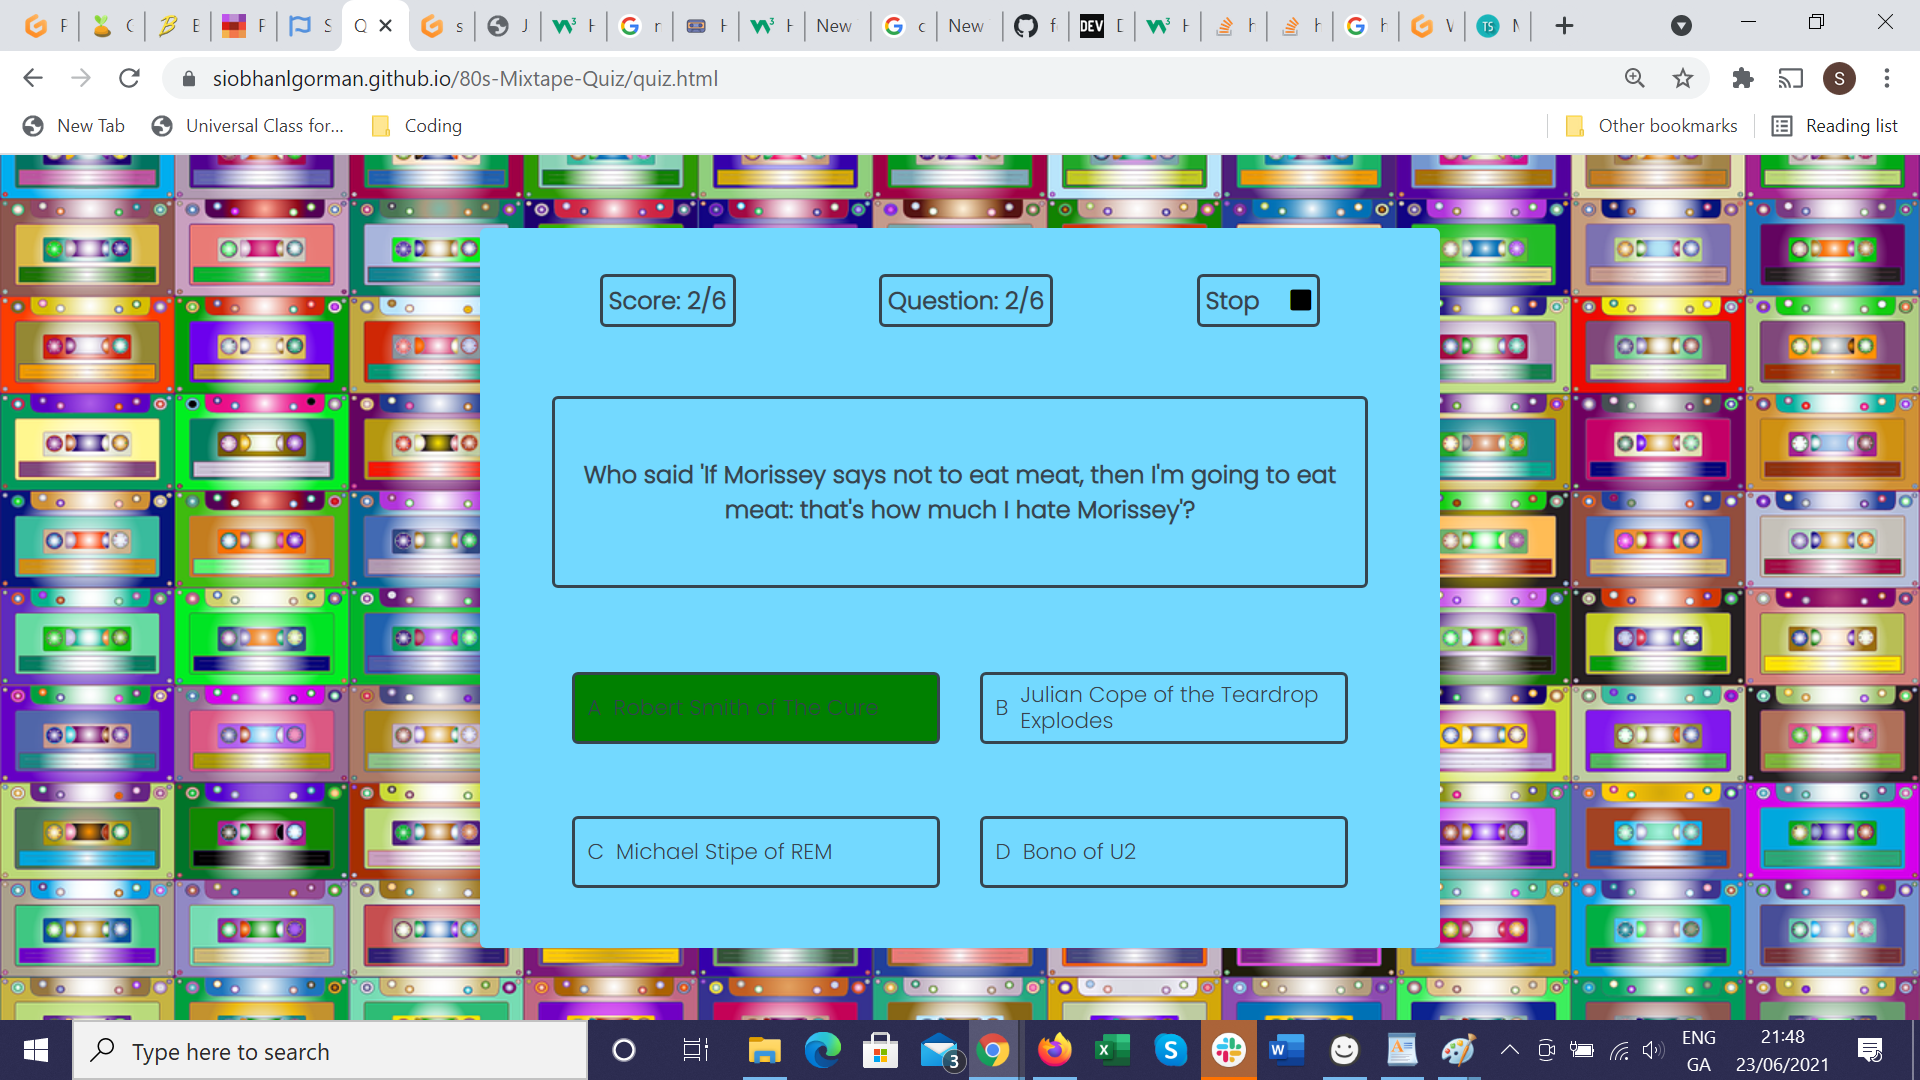 F
C
B
F
S
Q
s
J
H
r
H
H
New
c
New
f
DEV
D
H
h
h
h
V
TS
M
siobhanlgorman.github.io/80s-Mixtape-Quiz/quiz.html
S
New Tab
Universal Class for...
Coding
Other bookmarks
Reading list
Score: 2/6
Question: 2/6
Stop
Who said 'If Morissey says not to eat meat, then I'm going to eat
meat: that's how much I hate Morissey'?
A Robert Smith of The Cure
B Julian Cope of the Teardrop
Explodes
C Michael Stipe of REM
D Bono of U2
Type here to search
3
ENG
GA
21:48
23/06/2021